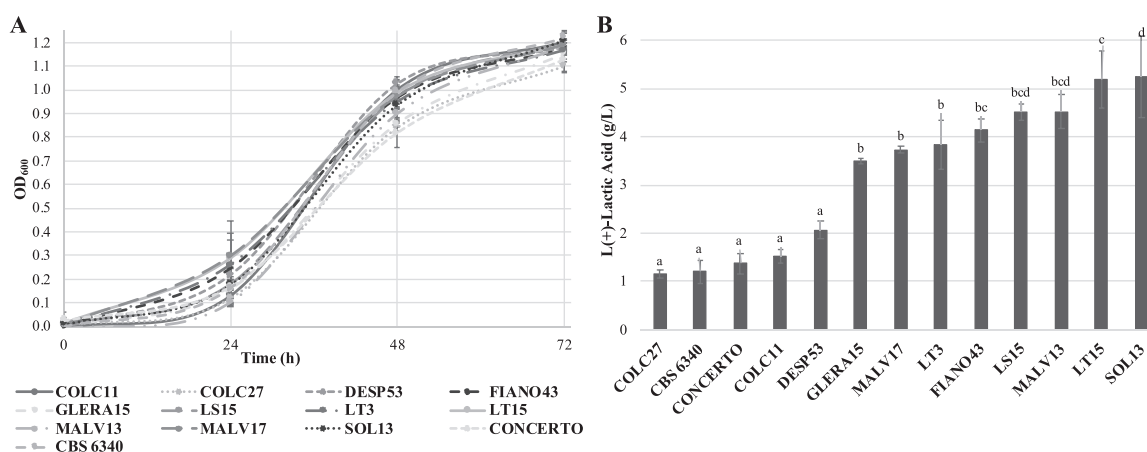 A
OD600
1.2
1.1
1.0
0.9
0.8
0.7
0.6
0.5
0.4
0.3
0.2
0.1
0.0
0 24 48 72
Time (h)
COLC11 COLC27 DESP53 FIANO43
GLERA15 LS15 LT3 LT15
MALV13 MALV17 SOL13 CONCERTO
CBS 6340
B
L(+)-Lactic Acid (g/L)
6
5
4
3
2
1
0
a a a a a b b b bc bcd bcd c d
COLC27 CBS 6340 CONCERTO COLC11 DESP53 GLERA15 MALV17 LT3 FIANO43 LS15 MALV13 LT15 SOL13